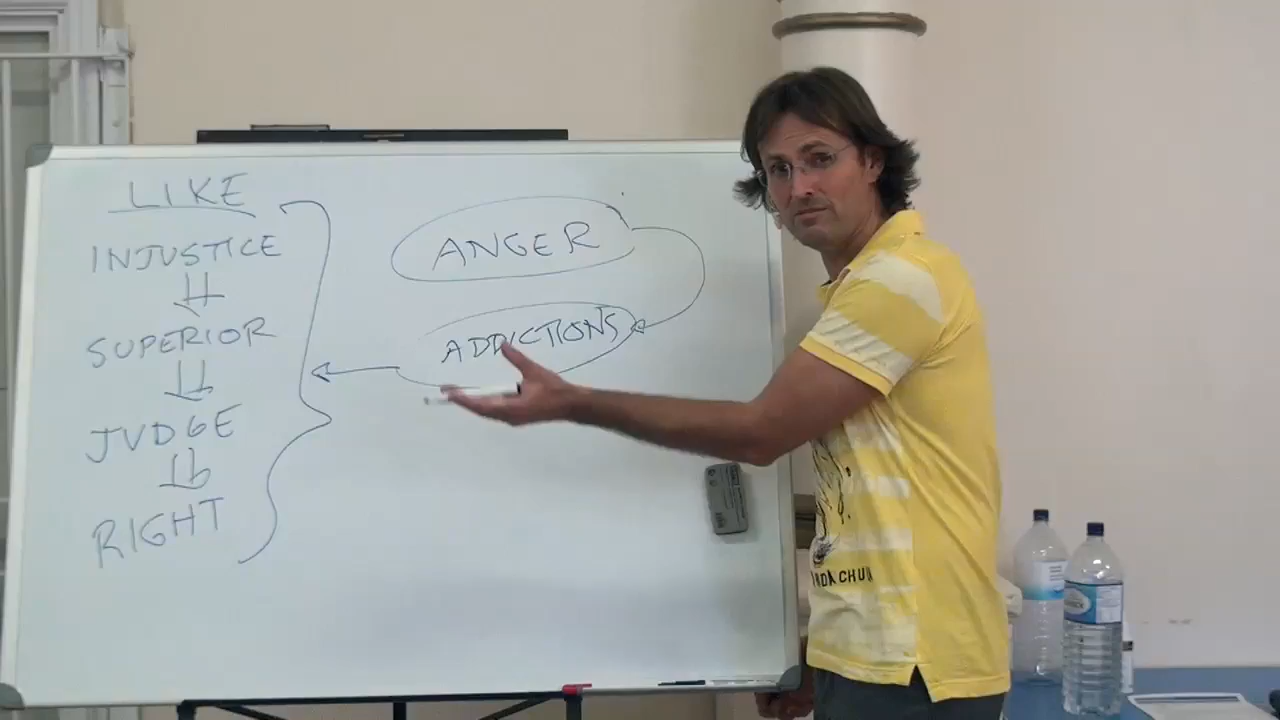 LIKE
INJUSTICE
SUPERIOR
JUDGE
RIGHT
ANGER
ADDICTIONS